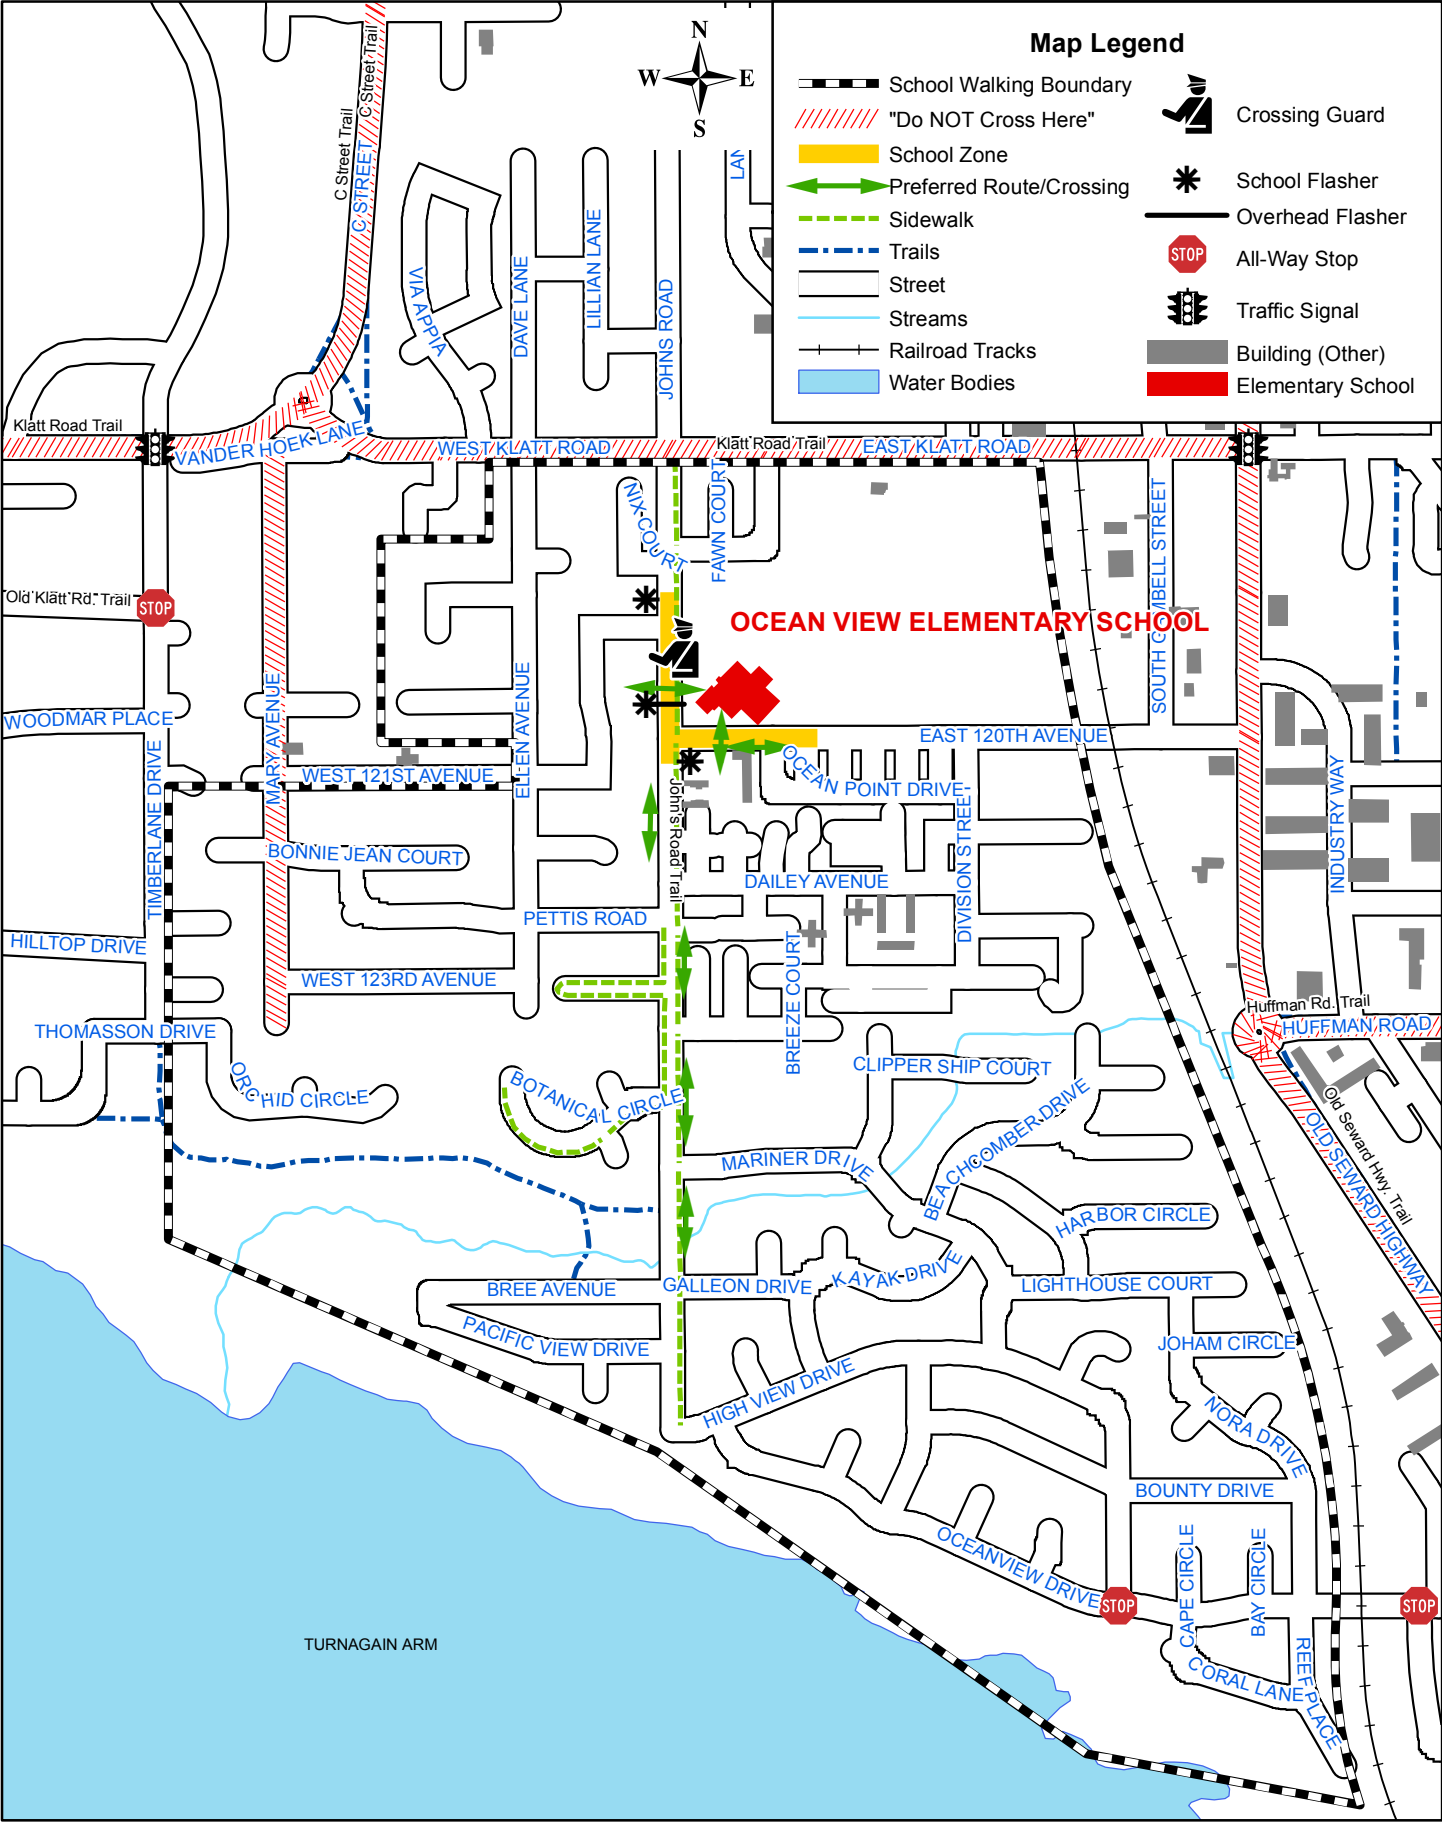 N
W E
S
Map Legend
School Walking Boundary
"Do NOT Cross Here"
School Zone
Preferred Route/Crossing
Sidewalk
Trails
Street
Streams
Railroad Tracks
Water Bodies
Crossing Guard
School Flasher
Overhead Flasher
STOP
All-Way Stop
Traffic Signal
Building (Other)
Elementary School
C Street Trail
C Street Trail
C STREET
LAN
VIA APPIA
DAVE LANE
LILLIAN LANE
JOHNS ROAD
Klatt Road Trail
VANDER HOEK LANE
WEST KLATT ROAD
Klatt Road Trail
EAST KLATT ROAD
NIX COURT
FAWN COURT
SOUTH GAMBELL STREET
Old Klatt Rd. Trail
STOP
OCEAN VIEW ELEMENTARY SCHOOL
WOODMAR PLACE
MARY AVENUE
ELLEN AVENUE
EAST 120TH AVENUE
TIMBERLANE DRIVE
WEST 121ST AVENUE
OCEAN POINT DRIVE
John's Road Trail
DIVISION STREET
INDUSTRY WAY
BONNIE JEAN COURT
DAILEY AVENUE
PETTIS ROAD
HILLTOP DRIVE
WEST 123RD AVENUE
BREEZE COURT
Huffman Rd. Trail
HUFFMAN ROAD
THOMASSON DRIVE
ORCHID CIRCLE
BOTANICAL CIRCLE
CLIPPER SHIP COURT
BEACHCOMBER DRIVE
Old Seward Hwy. Trail
OLD SEWARD HIGHWAY
MARINER DRIVE
HARBOR CIRCLE
BREE AVENUE
GALLEON DRIVE
KAYAK DRIVE
LIGHTHOUSE COURT
PACIFIC VIEW DRIVE
JOHAM CIRCLE
HIGH VIEW DRIVE
NORA DRIVE
BOUNTY DRIVE
OCEANVIEW DRIVE
STOP
CAPE CIRCLE
BAY CIRCLE
STOP
TURNAGAIN ARM
CORAL LANE
REEF PLACE